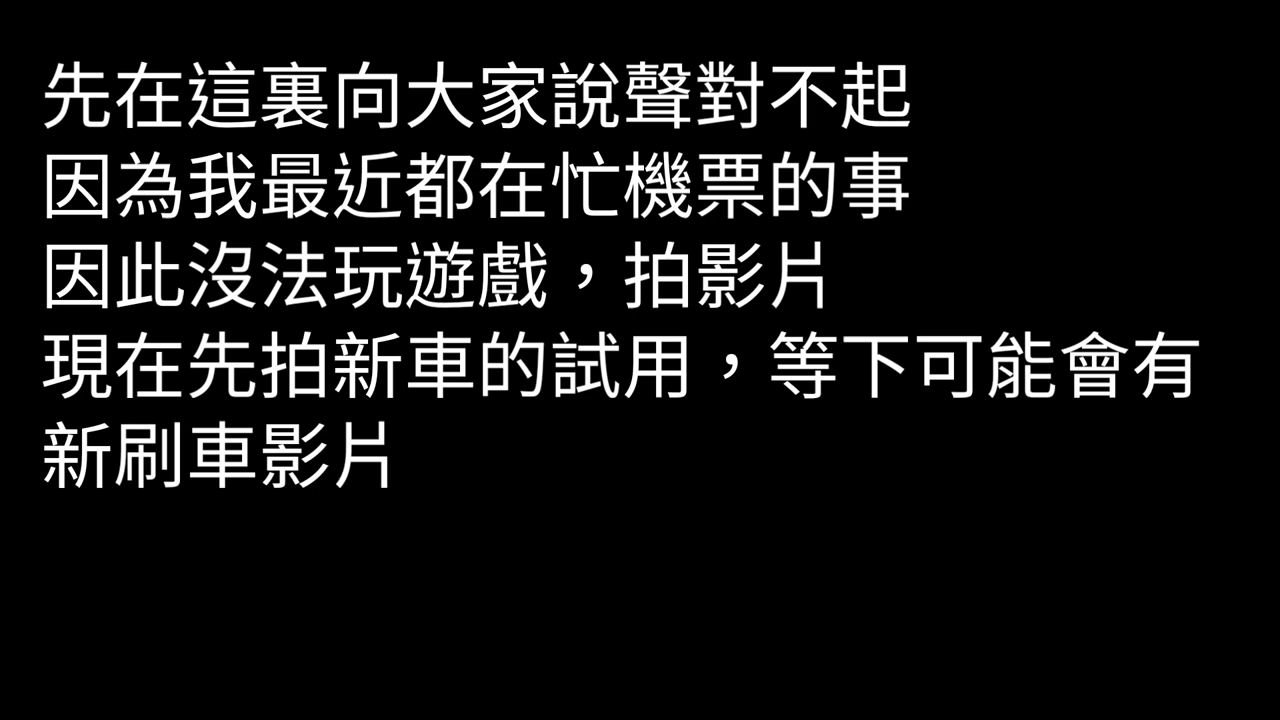 先在這裏向大家說聲對不起
因為我最近都在忙機票的事
因此沒法玩遊戲，拍影片
現在先拍新車的試用，等下可能會有
新刷車影片